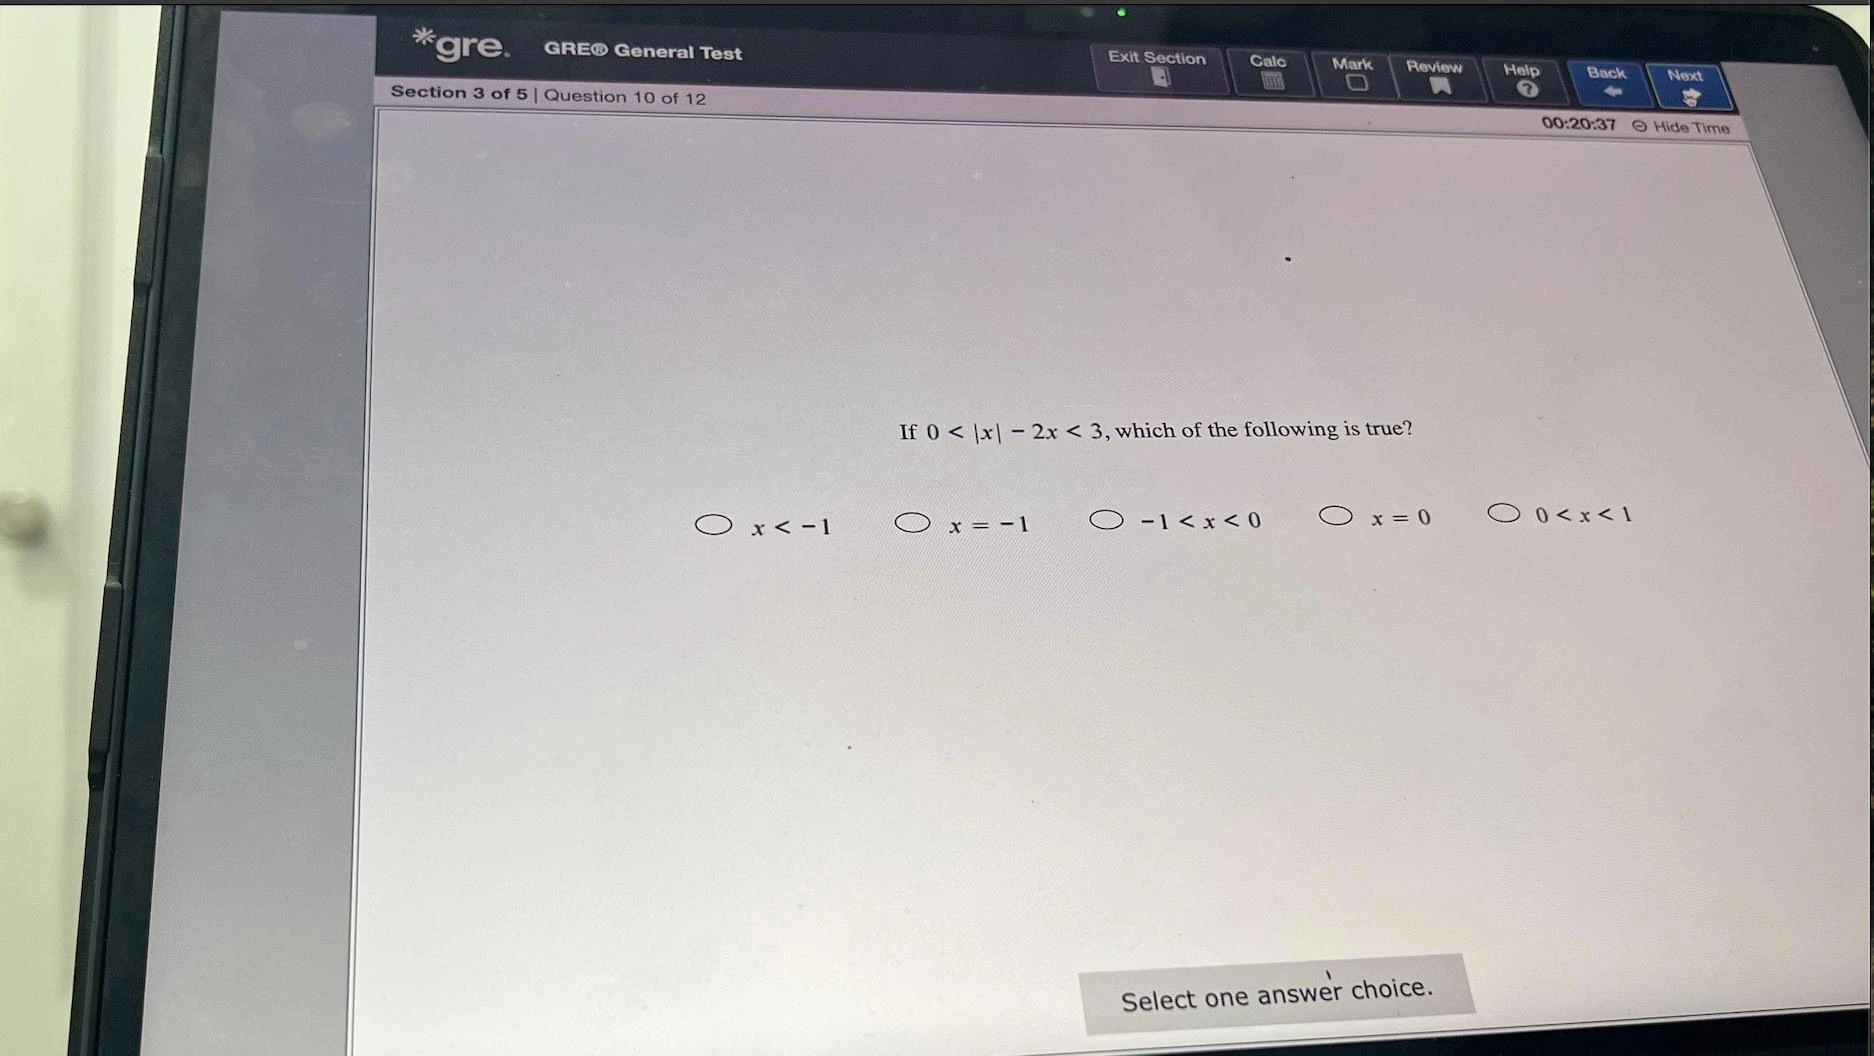 *gre. GRE® General Test
Exit Section Calc Mark Review Help Back Next
Section 3 of 5 | Question 10 of 12
00:20:37 Hide Time
If 0 < |x| − 2x < 3, which of the following is true?
x < −1 x = −1 −1 < x < 0 x = 0 0 < x < 1
Select one answer choice.